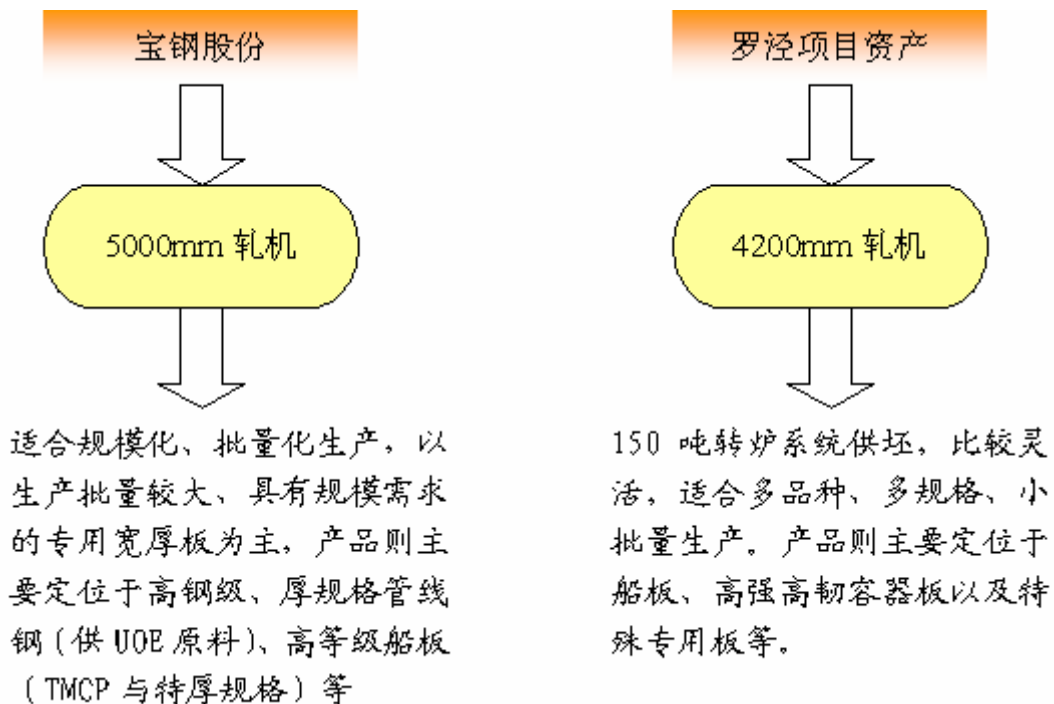 宝钢股份
5000mm 轧机
适合规模化、批量化生产，以
生产批量较大、具有规模需求
的专用宽厚板为主，产品则主
要定位于高钢级、厚规格管线
钢（供 UOE 原料）、高等级船板
（TMCP 与特厚规格）等
罗泾项目资产
4200mm 轧机
150 吨转炉系统供坯，比较灵
活，适合多品种、多规格、小
批量生产。产品则主要定位于
船板、高强高韧容器板以及特
殊专用板等。